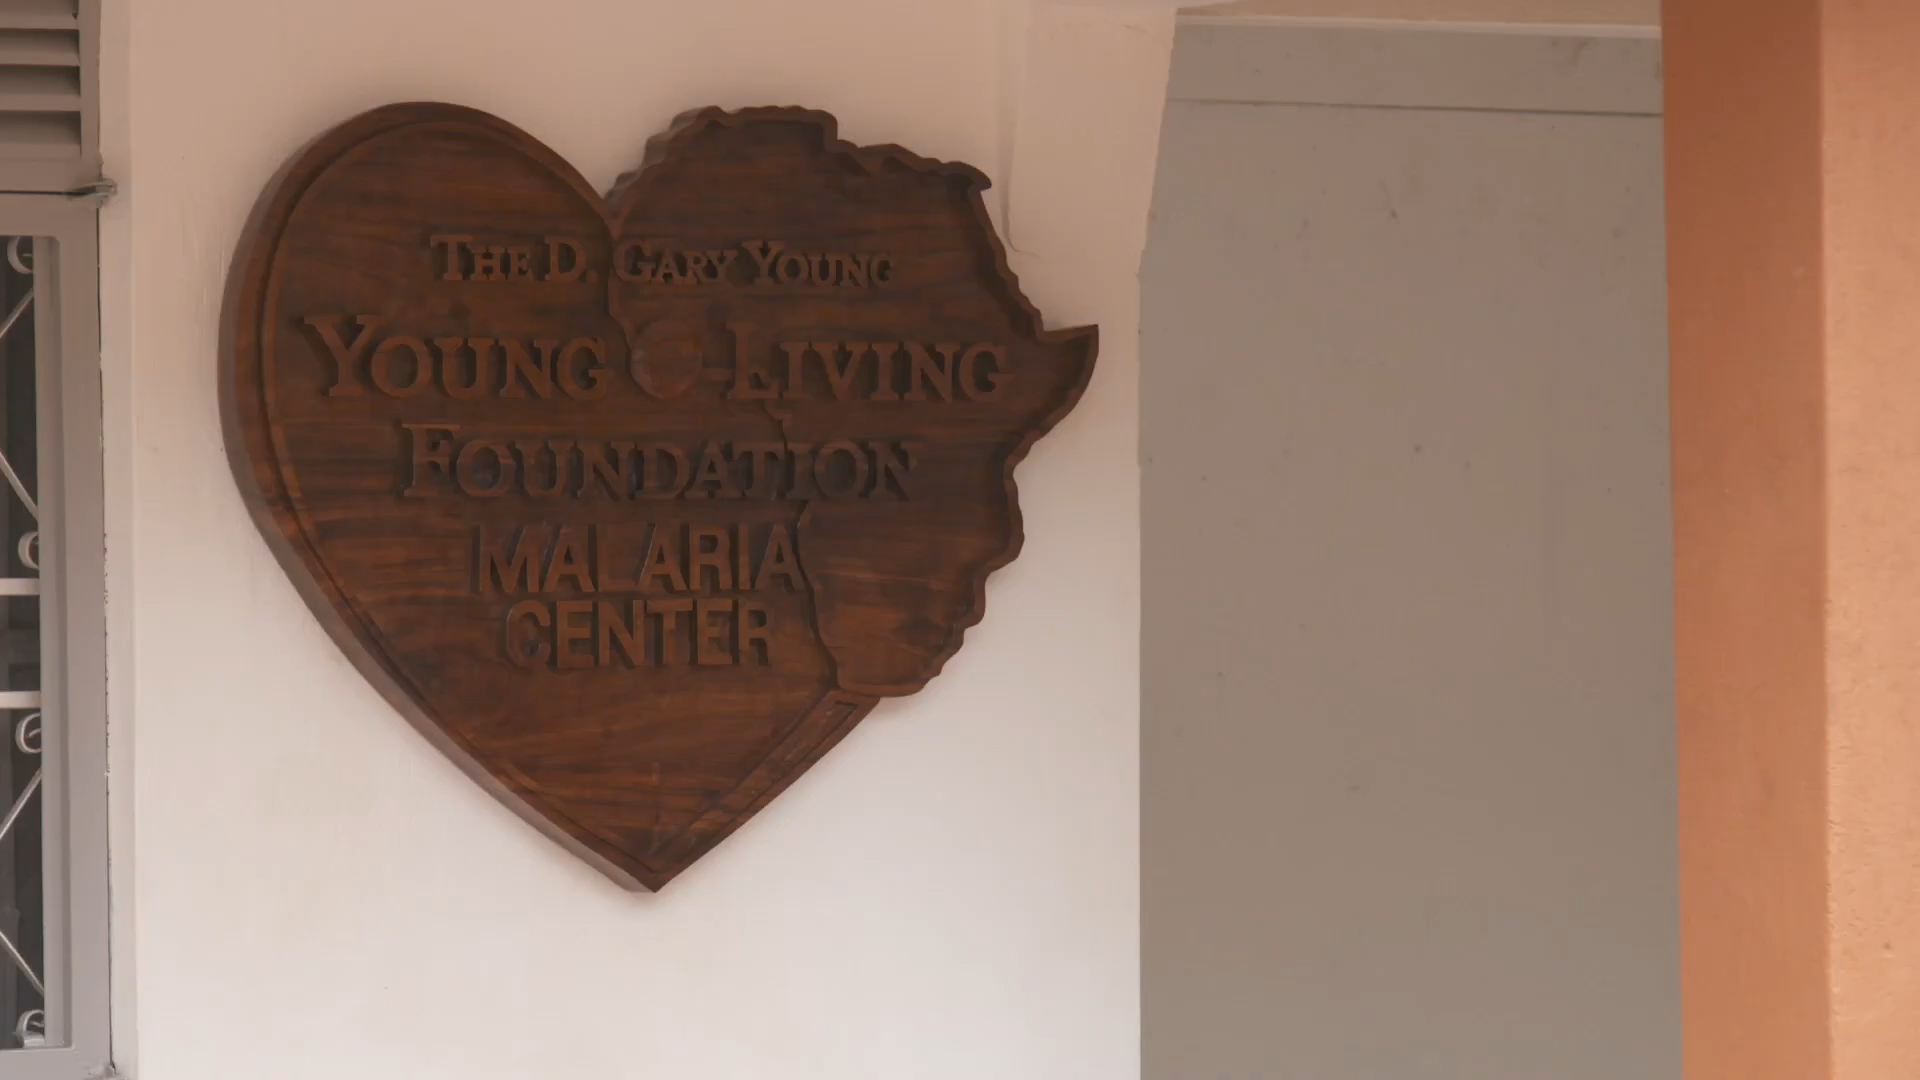 THE D. GARY YOUNG
YOUNG LIVING
FOUNDATION
MALARIA
CENTER